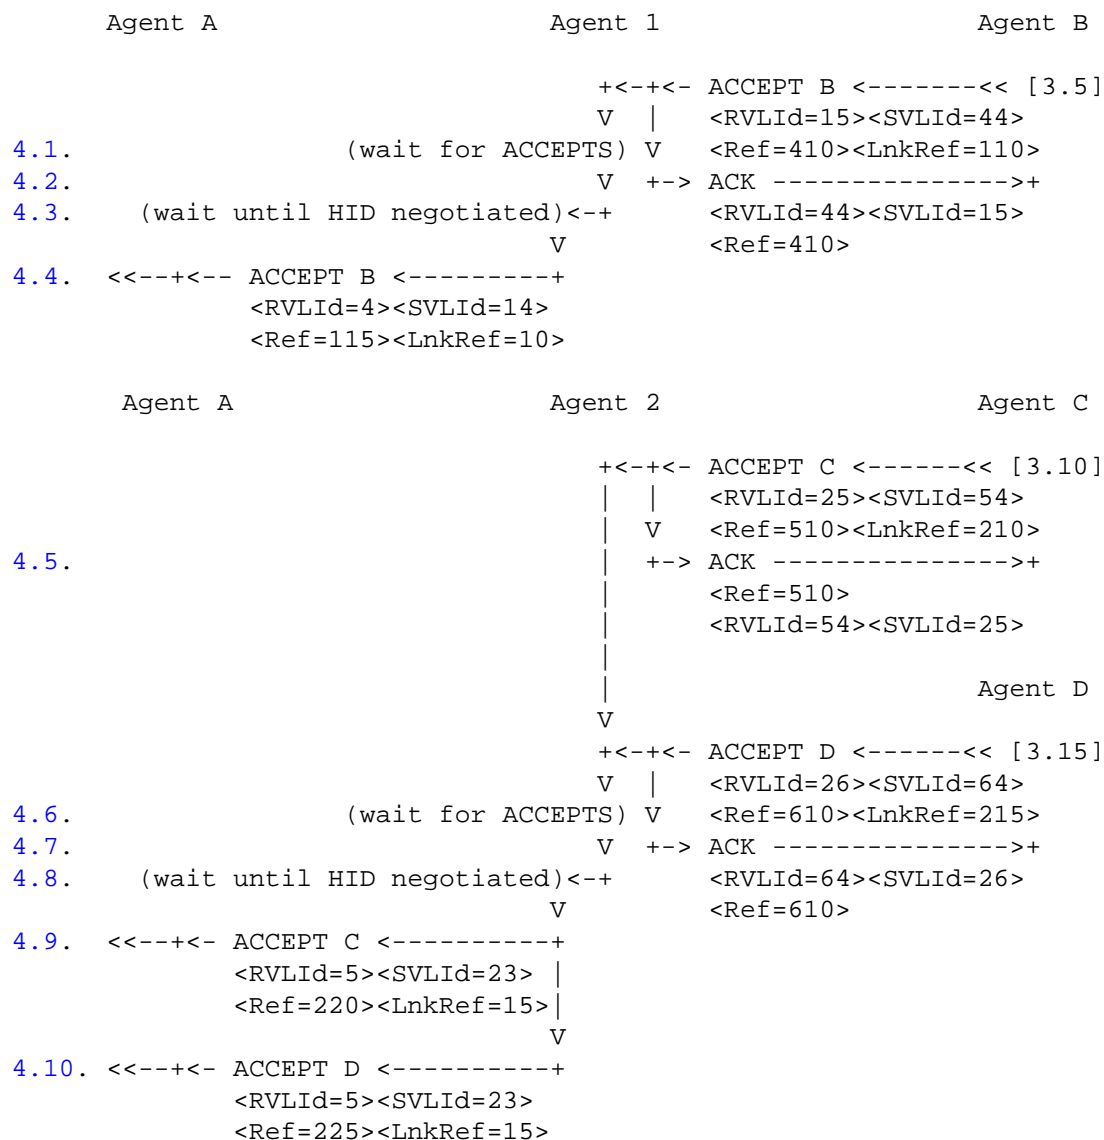 Agent A                      Agent 1                     Agent B

                                       +<-+<- ACCEPT B <-------<< [3.5]
                                       V  |   <RVLId=15><SVLId=44>
4.1.                  (wait for ACCEPTS) V   <Ref=410><LnkRef=110>
4.2.                                   V  +-> ACK --------------->+
4.3.    (wait until HID negotiated)<-+      <RVLId=44><SVLId=15>
                                    V         <Ref=410>
4.4.  <<--+<-- ACCEPT B <---------+
               <RVLId=4><SVLId=14>
               <Ref=115><LnkRef=10>

       Agent A                     Agent 2                     Agent C

                                       +<-+<- ACCEPT C <------<< [3.10]
                                       |  |   <RVLId=25><SVLId=54>
                                       |  V   <Ref=510><LnkRef=210>
4.5.                                   |  +-> ACK --------------->+
                                       |      <Ref=510>
                                       |      <RVLId=54><SVLId=25>
                                       |
                                       |                       Agent D
                                       V
                                       +<-+<- ACCEPT D <------<< [3.15]
                                       V  |   <RVLId=26><SVLId=64>
4.6.                  (wait for ACCEPTS) V   <Ref=610><LnkRef=215>
4.7.                                   V  +-> ACK --------------->+
4.8.    (wait until HID negotiated)<-+      <RVLId=64><SVLId=26>
                                    V         <Ref=610>
4.9.  <<--+<- ACCEPT C <----------+
              <RVLId=5><SVLId=23> |
              <Ref=220><LnkRef=15>|
                                  V
4.10. <<--+<- ACCEPT D <----------+
              <RVLId=5><SVLId=23>
              <Ref=225><LnkRef=15>